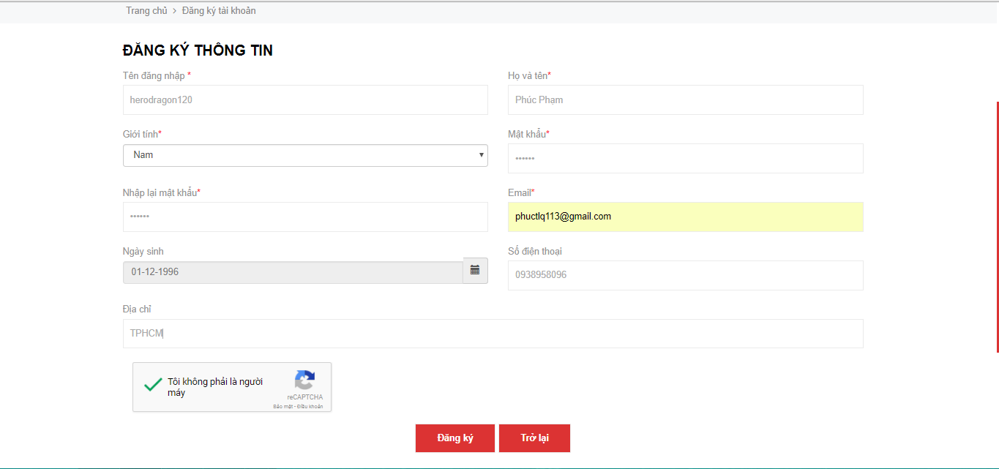 Trang chủ > Đăng ký tài khoản
ĐĂNG KÝ THÔNG TIN
Tên đăng nhập *
Họ và tên*
herodragon120
Phúc Phạm
Giới tính*
Mật khẩu*
Nam
••••••
Nhập lại mật khẩu*
Email*
••••••
phuctlq113@gmail.com
Ngày sinh
Số điện thoại
01-12-1996
0938958096
Địa chỉ
TPHCM
Tôi không phải là người
máy
reCAPTCHA
Bảo mật - Điều khoản
Đăng ký
Trở lại